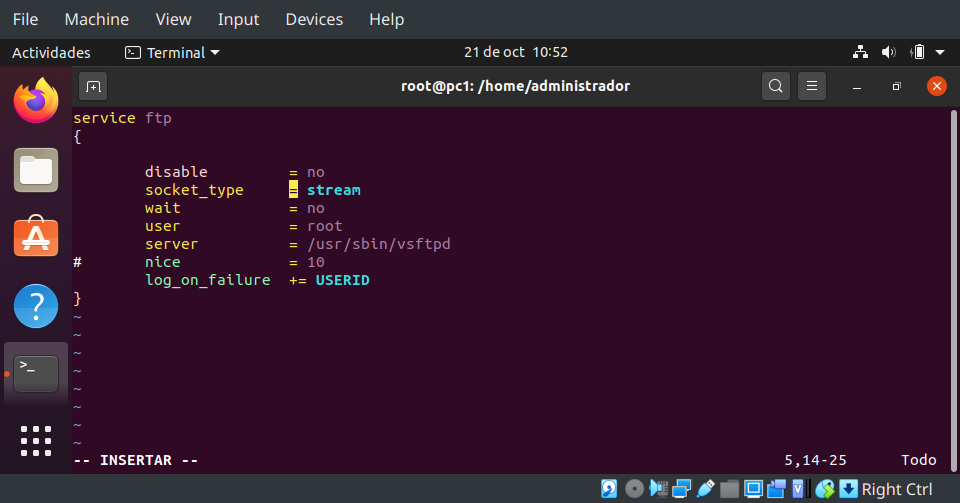 File Machine View Input Devices Help
Actividades Terminal 21 de oct 10:52
root@pc1: /home/administrador
service ftp
{
disable = no
socket_type = stream
wait = no
user = root
server = /usr/sbin/vsftpd
# nice = 10
log_on_failure += USERID
}
~
~
~
~
~
~
~
~
-- INSERTAR -- 5,14-25 Todo
Right Ctrl